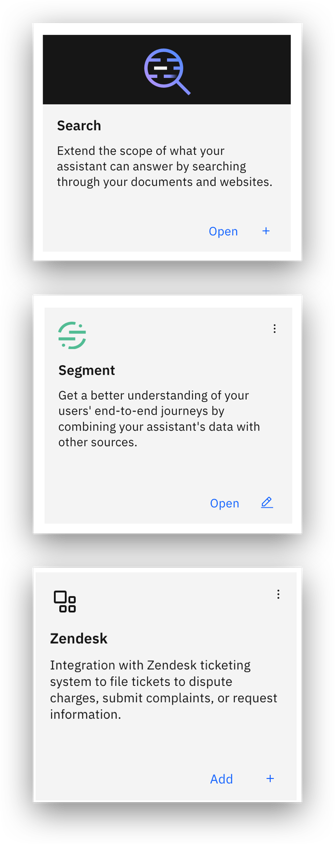 Search
Extend the scope of what your
assistant can answer by searching
through your documents and websites.
Open +
Segment
Get a better understanding of your
users' end-to-end journeys by
combining your assistant's data with
other sources.
Open
Zendesk
Integration with Zendesk ticketing
system to file tickets to dispute
charges, submit complaints, or request
information.
Add +